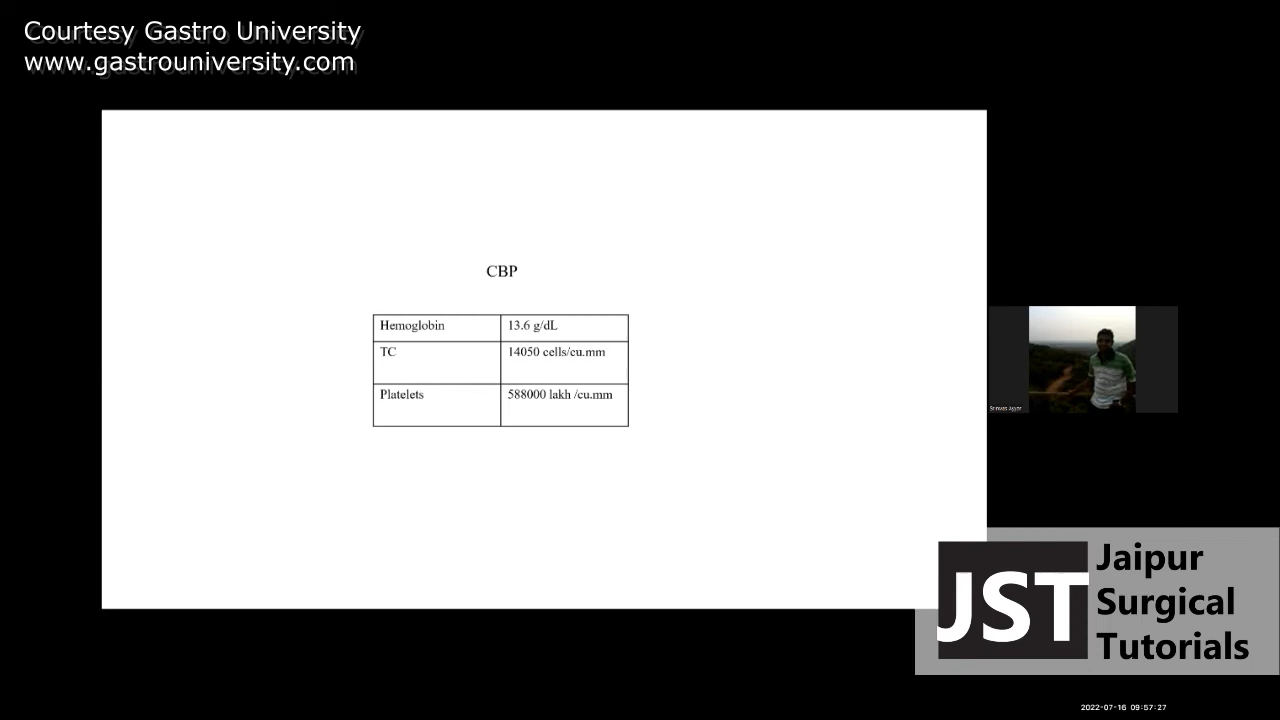 Courtesy Gastro University
www.gastrouniversity.com
CBP
Hemoglobin 13.6 g/dL
TC 14050 cells/cu.mm
Platelets 588000 lakh /cu.mm
JST
Jaipur
Surgical
Tutorials
2022-07-16 09:57:27